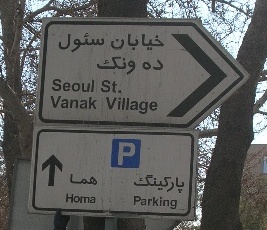 خیابان سئول
ده ونک
Seoul St.
Vanak Village
P
هما پارکینگ
Homa Parking